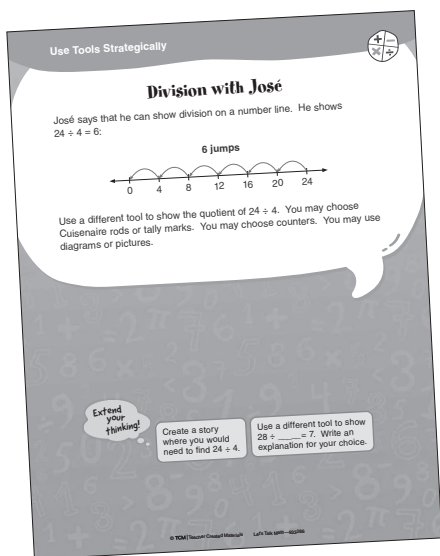 Use Tools Strategically
Division with José
José says that he can show division on a number line. He shows
24 ÷ 4 = 6:
6 jumps
0 4 8 12 16 20 24
Use a different tool to show the quotient of 24 ÷ 4. You may choose
Cuisenaire rods or tally marks. You may choose counters. You may use
diagrams or pictures.
Extend
your
thinking!
Create a story
where you would
need to find 24 ÷ 4.
Use a different tool to show
28 ÷ ____ = 7. Write an
explanation for your choice.
© TCM | Teacher Created Materials